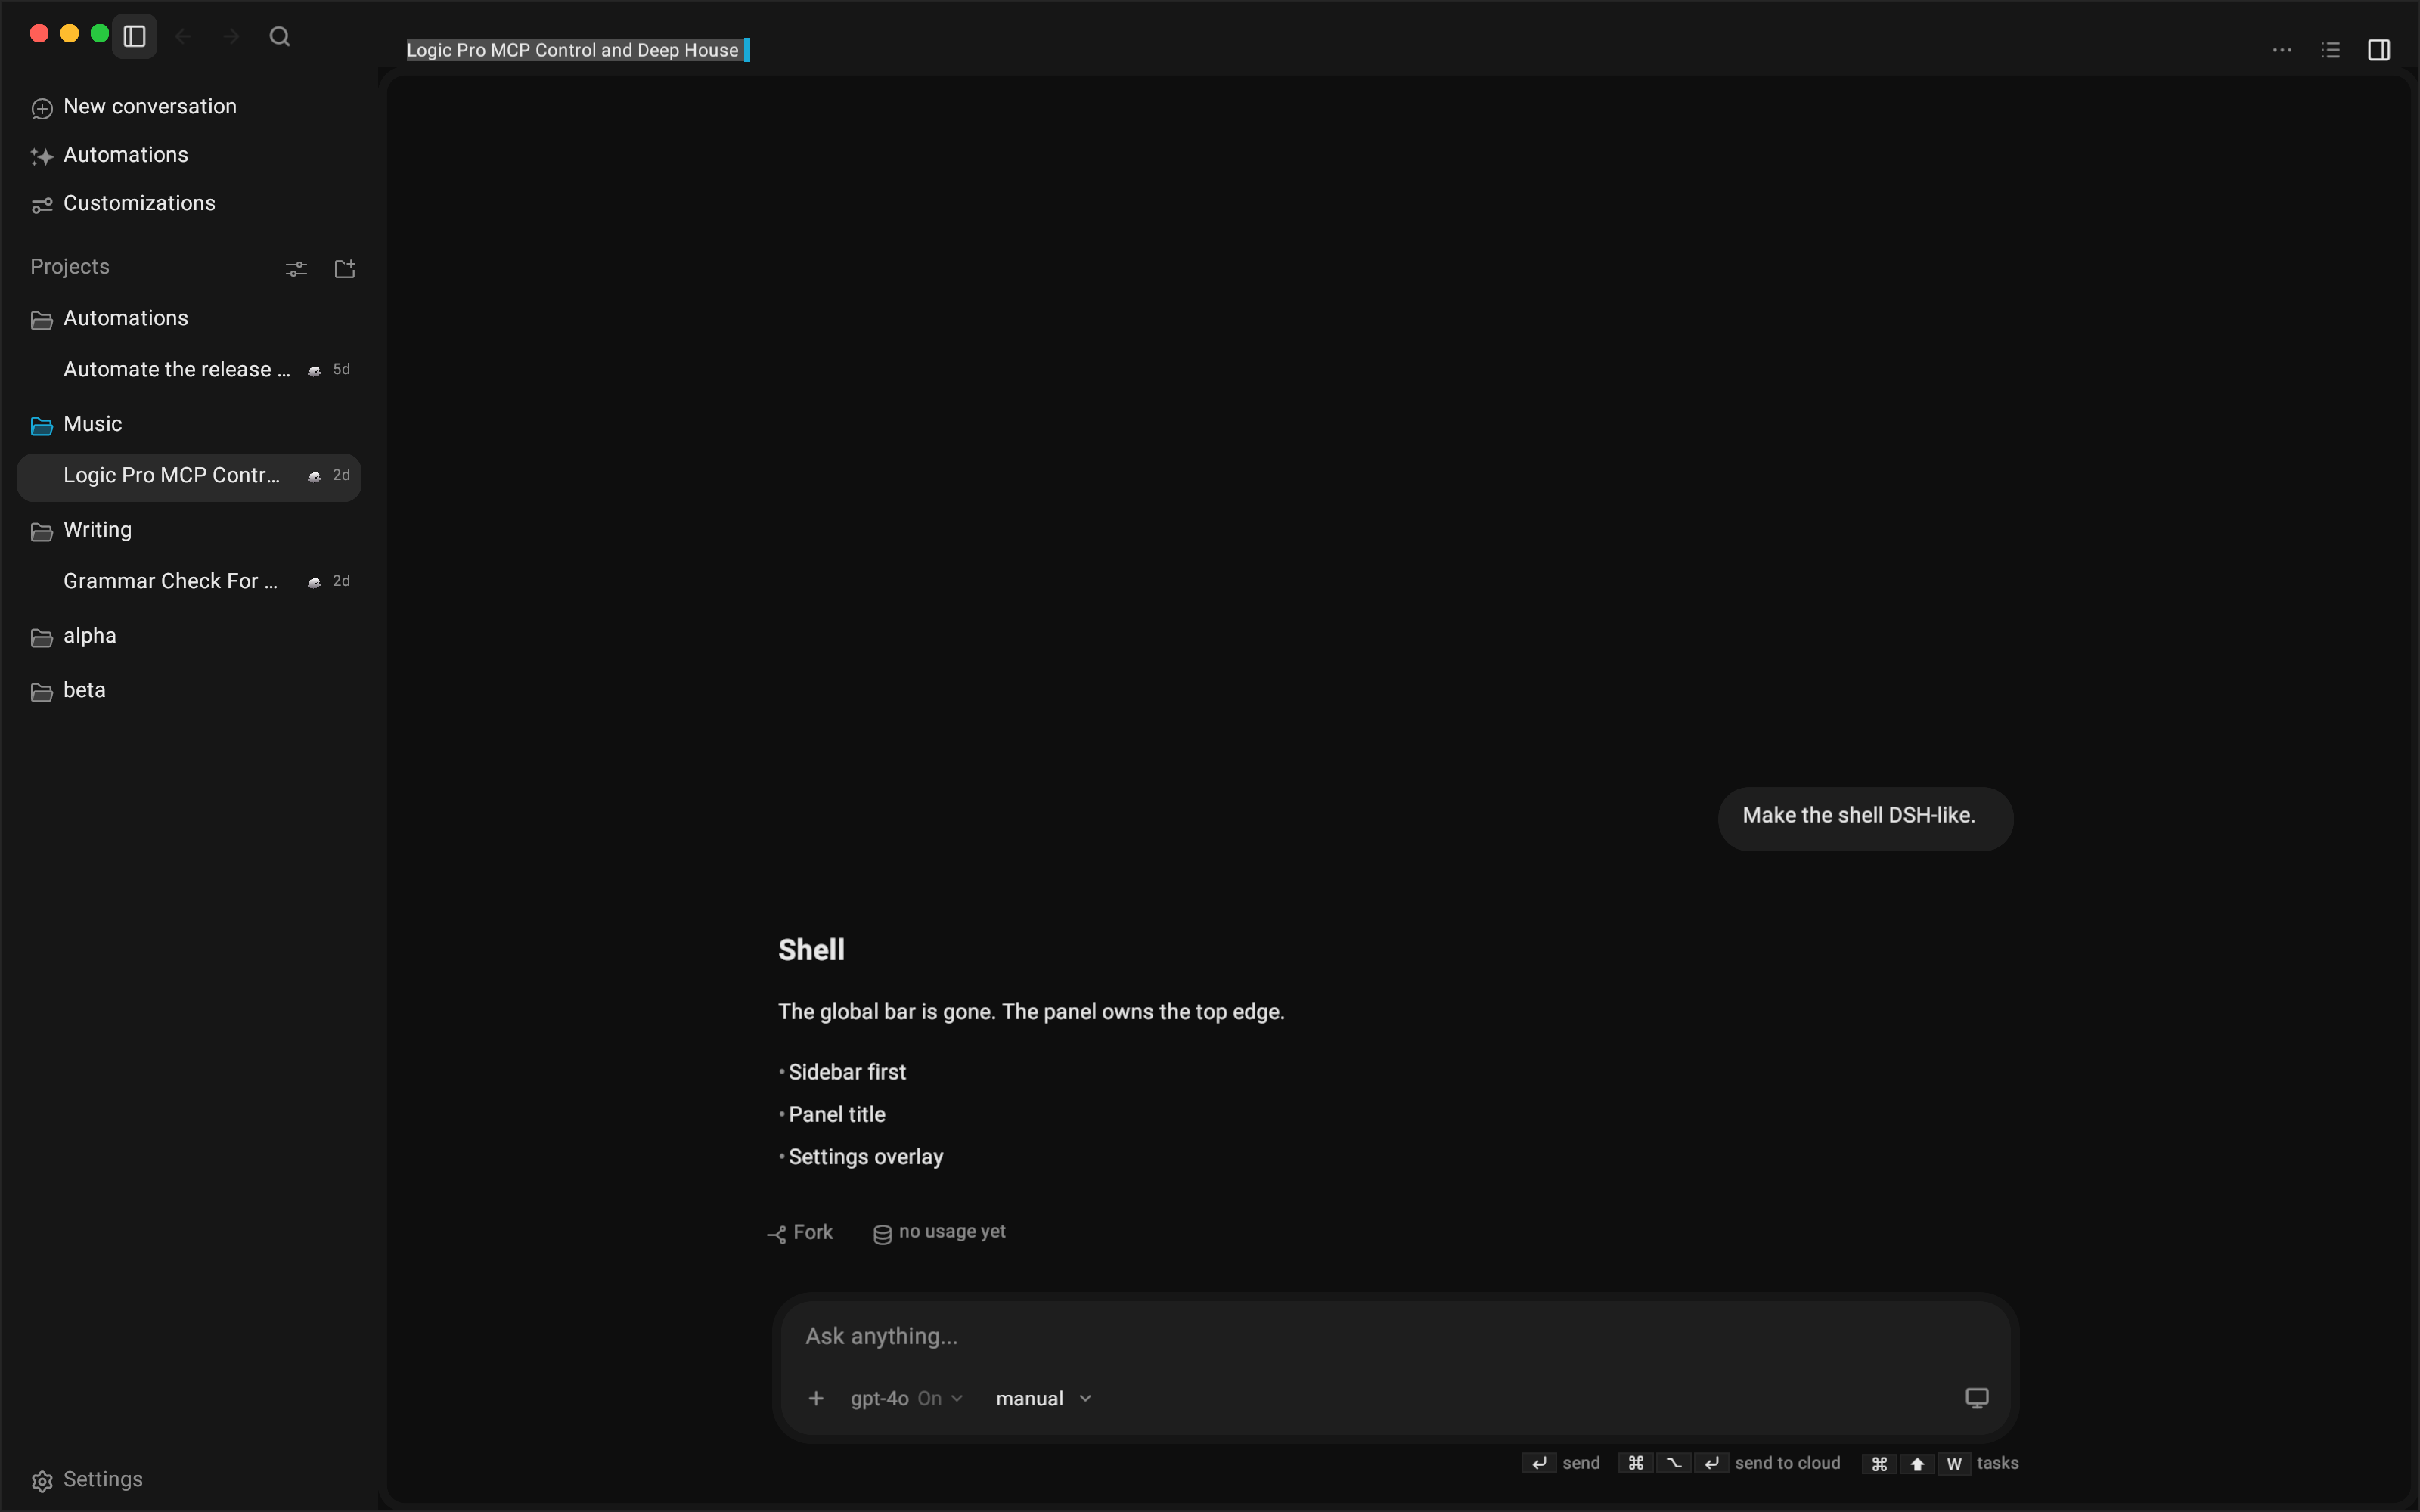 Logic Pro MCP Control and Deep House
New conversation
Automations
Customizations
Projects
Automations
Automate the release ... 5d
Music
Logic Pro MCP Contr... 2d
Writing
Grammar Check For ... 2d
alpha
beta
Settings
Make the shell DSH-like.
Shell
The global bar is gone. The panel owns the top edge.
• Sidebar first
• Panel title
• Settings overlay
Fork no usage yet
Ask anything...
+ gpt-4o On manual
send ⌘ ⌥ send to cloud ⌘ W tasks